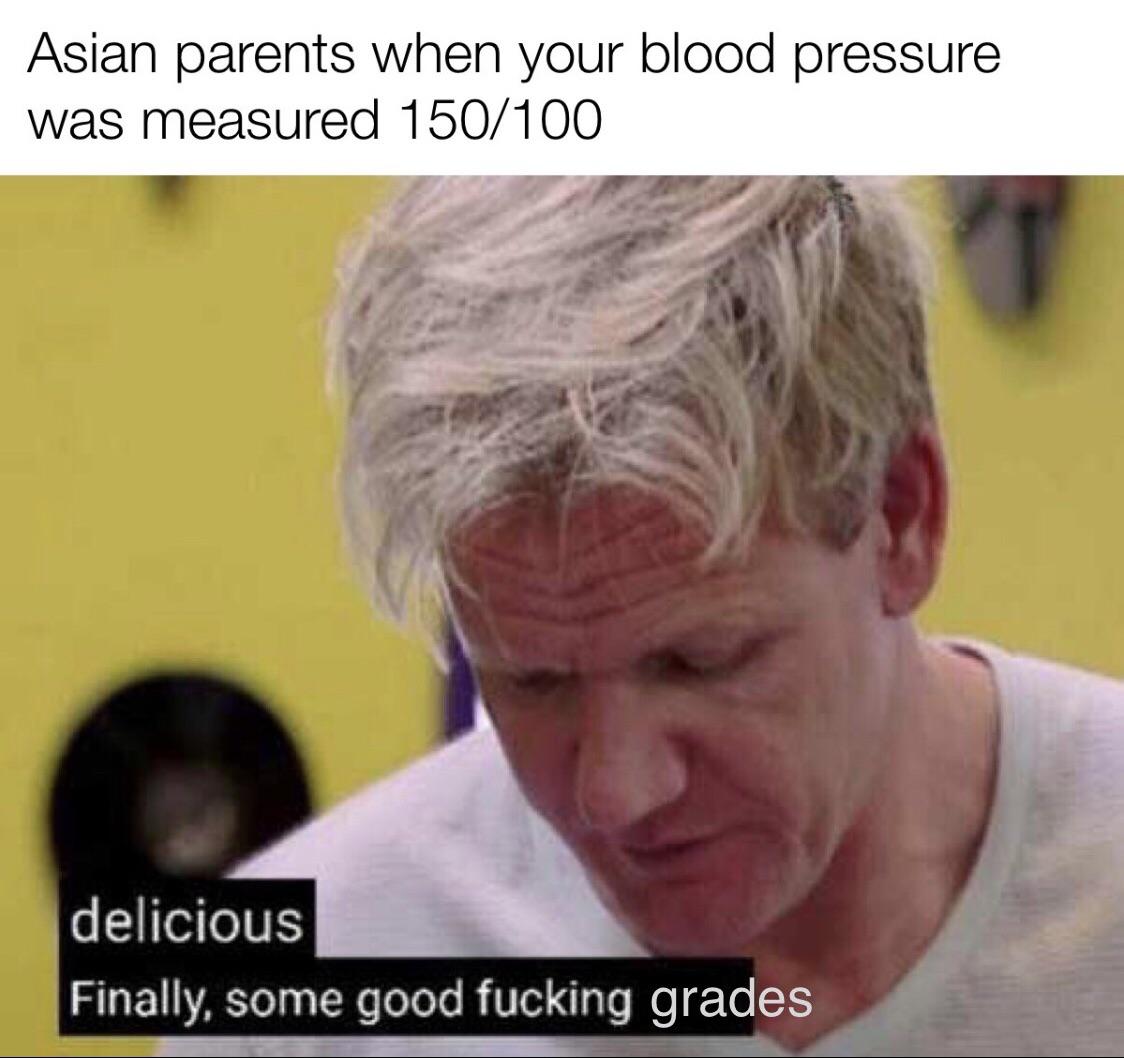 Asian parents when your blood pressure
was measured 150/100
delicious
Finally, some good fucking grades